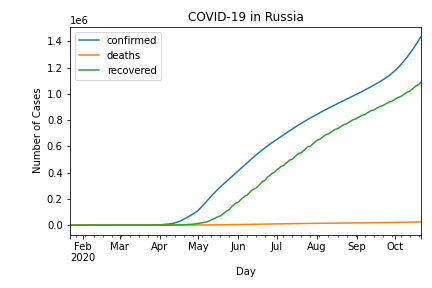 COVID-19 in Russia
1e6
confirmed
deaths
recovered
1.4
1.2
1.0
0.8
0.6
0.4
0.2
0.0
Number of Cases
Feb Mar Apr May Jun Jul Aug Sep Oct
2020
Day